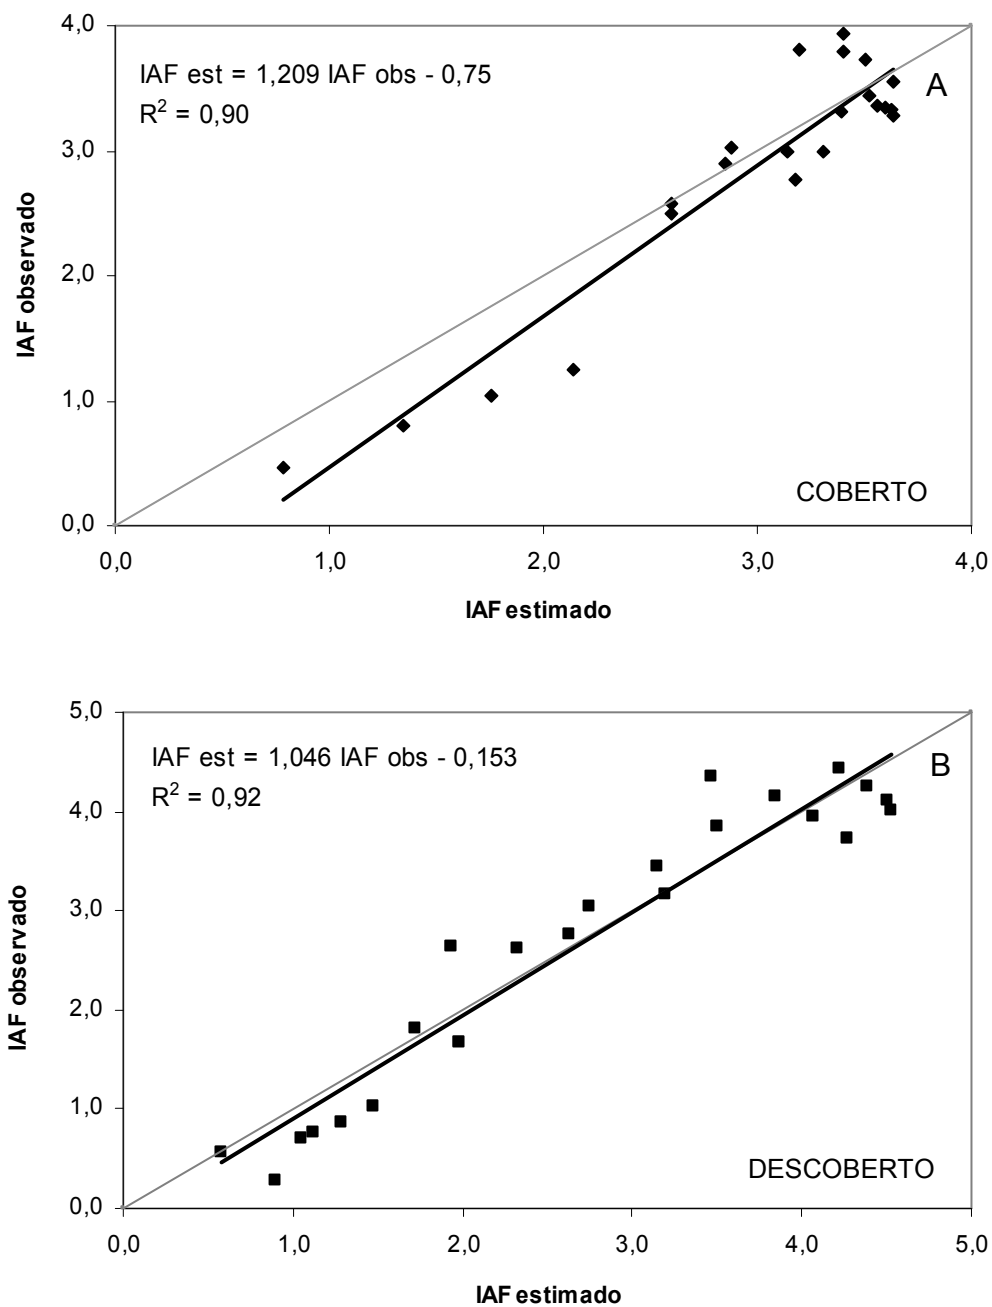 4,0
IAF est = 1,209 IAF obs - 0,75
R² = 0,90
A
3,0
IAF observado
2,0
1,0
COBERTO
0,0
0,0 1,0 2,0 3,0 4,0
IAF estimado
5,0
IAF est = 1,046 IAF obs - 0,153
R² = 0,92
B
4,0
3,0
IAF observado
2,0
1,0
DESCOBERTO
0,0
0,0 1,0 2,0 3,0 4,0 5,0
IAF estimado